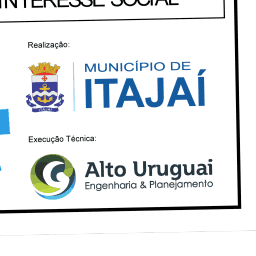 INTERESSE SOCIAL
Realização:
MUNICÍPIO DE
ITAJAÍ
Execução Técnica:
Alto Uruguai
Engenharia & Planejamento